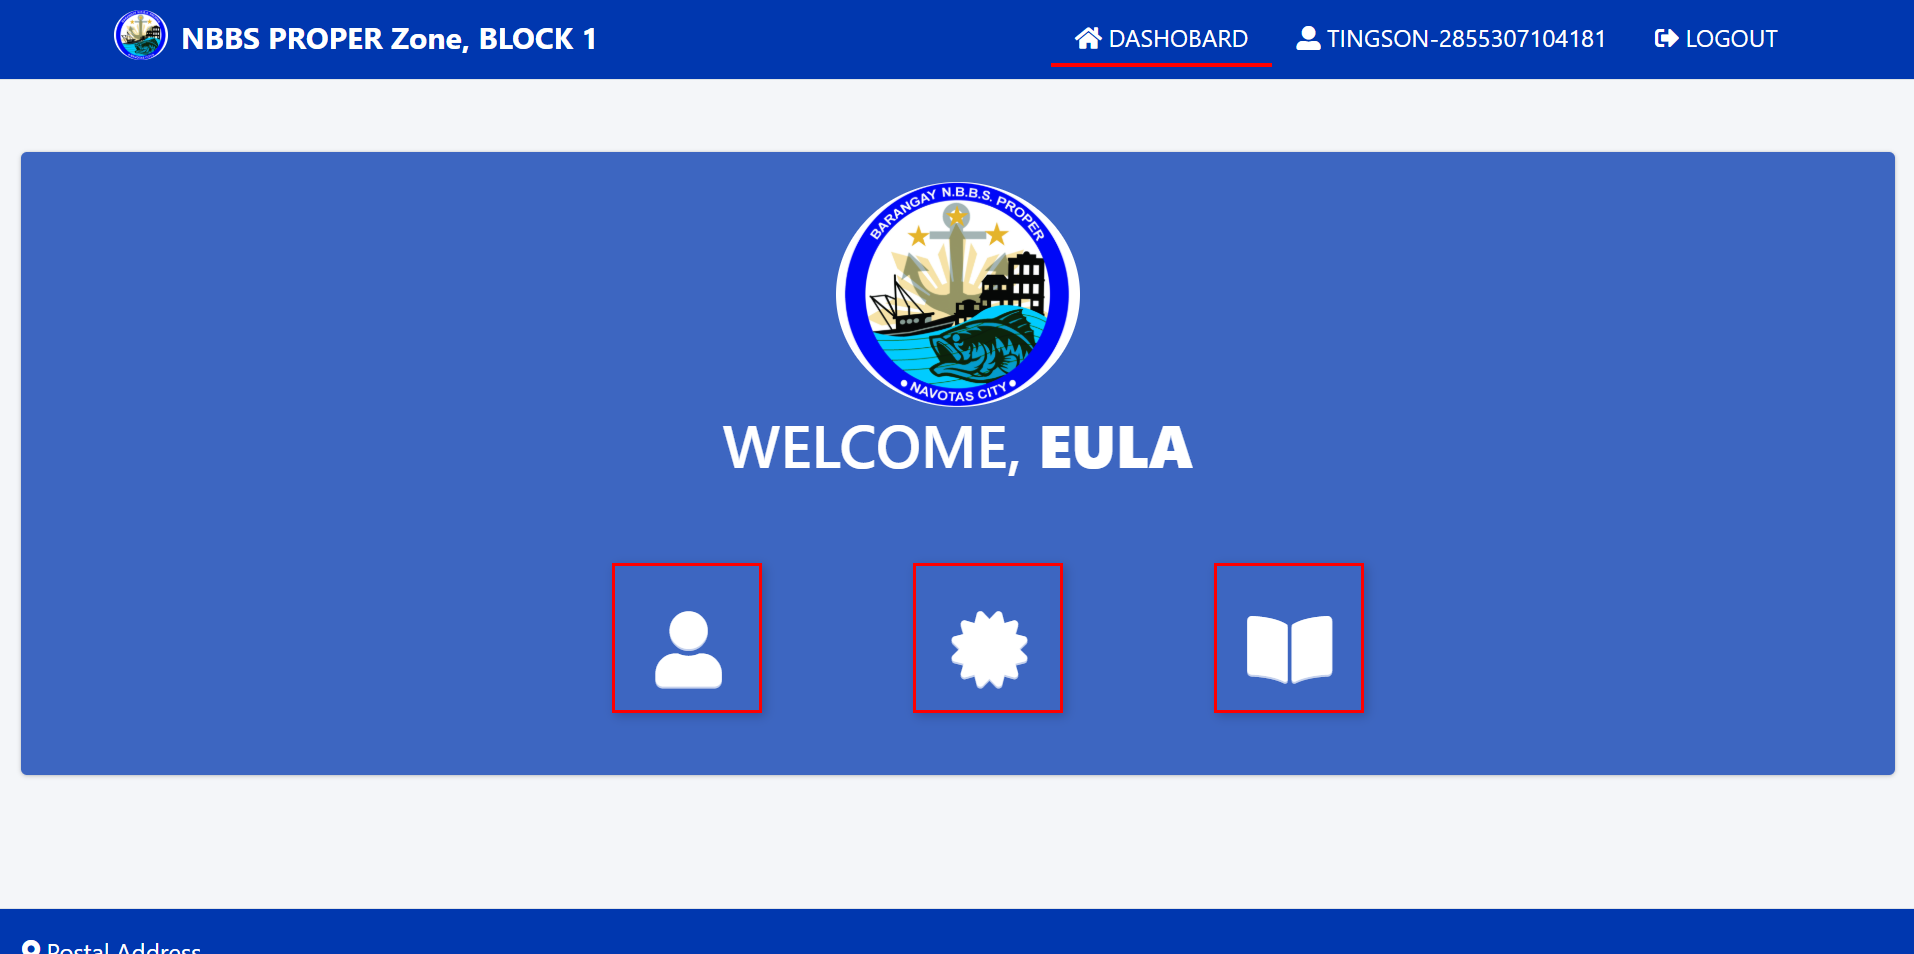 NBBS PROPER Zone, BLOCK 1
DASHOBARD
TINGSON-2855307104181
LOGOUT
BARANGAY N.B.B.S. PROPER
NAVOTAS CITY
WELCOME, EULA
Postal Address